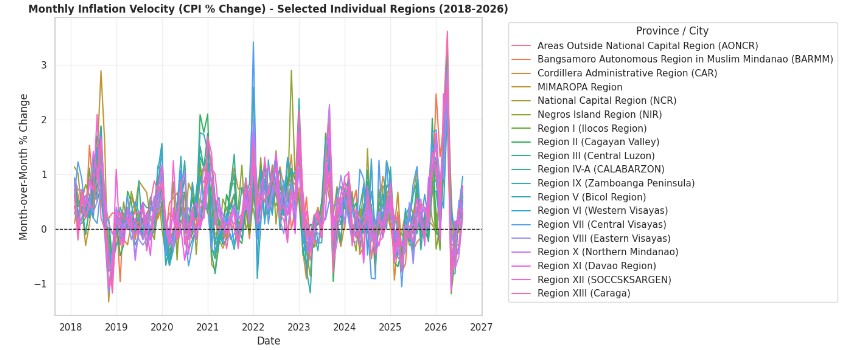 Monthly Inflation Velocity (CPI % Change) - Selected Individual Regions (2018-2026)
Month-over-Month % Change
3
2
1
0
−1
2018 2019 2020 2021 2022 2023 2024 2025 2026 2027
Date
Province / City
Areas Outside National Capital Region (AONCR)
Bangsamoro Autonomous Region in Muslim Mindanao (BARMM)
Cordillera Administrative Region (CAR)
MIMAROPA Region
National Capital Region (NCR)
Negros Island Region (NIR)
Region I (Ilocos Region)
Region II (Cagayan Valley)
Region III (Central Luzon)
Region IV-A (CALABARZON)
Region IX (Zamboanga Peninsula)
Region V (Bicol Region)
Region VI (Western Visayas)
Region VII (Central Visayas)
Region VIII (Eastern Visayas)
Region X (Northern Mindanao)
Region XI (Davao Region)
Region XII (SOCCSKSARGEN)
Region XIII (Caraga)